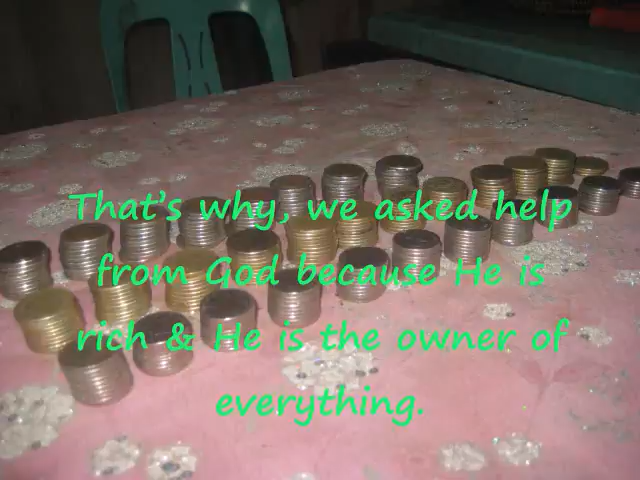 That's why, we asked help
from God because He is
rich & He is the owner of
everything.